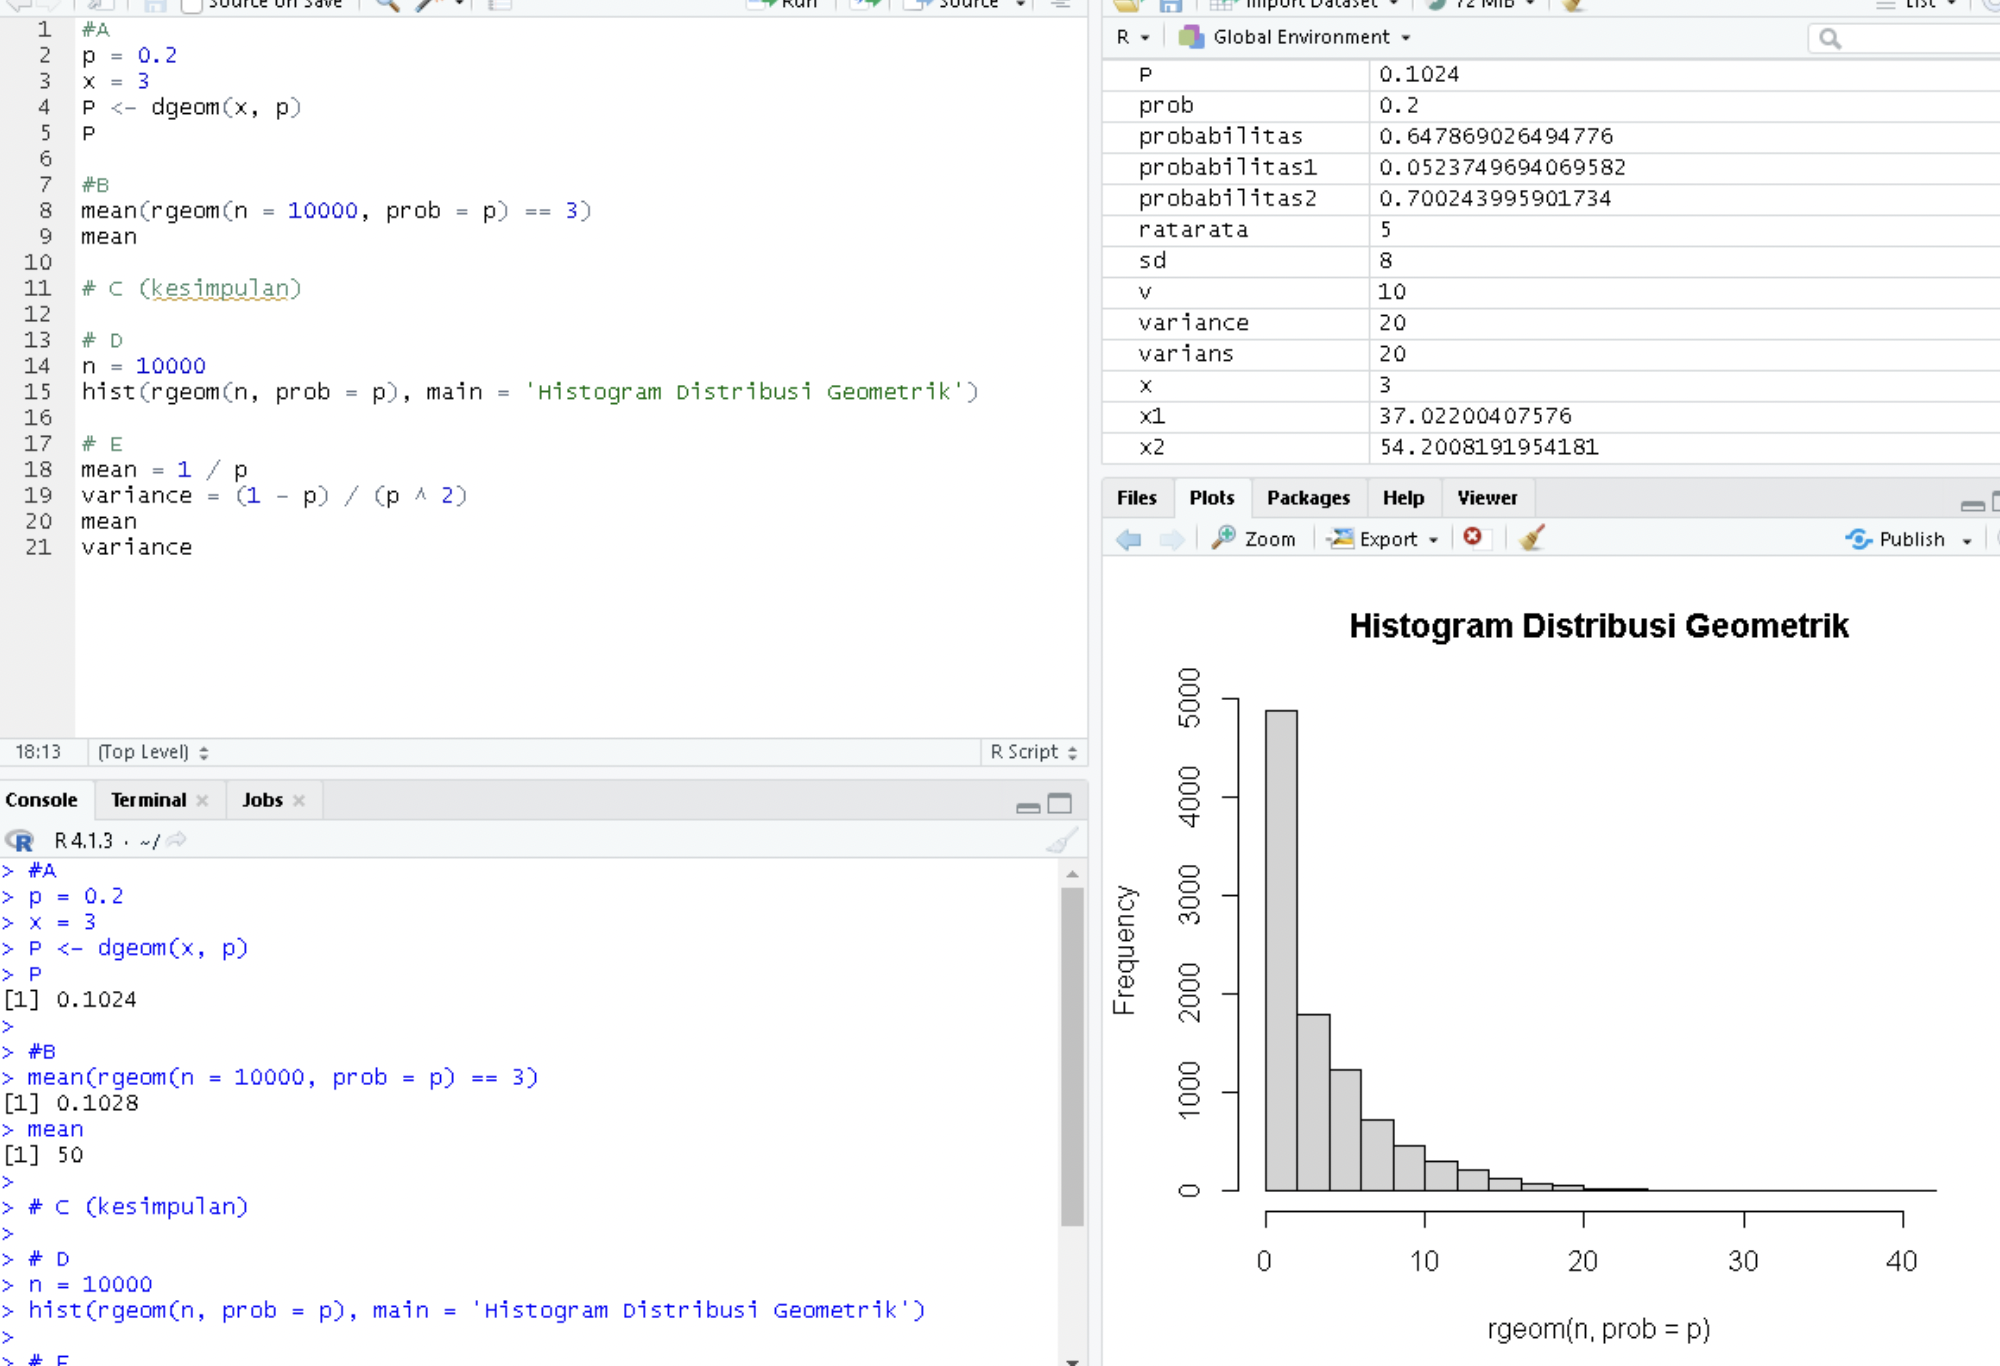 Source on Save
Run
Source
1 #A
2 p = 0.2
3 x = 3
4 P <- dgeom(x, p)
5 P
6
7 #B
8 mean(rgeom(n = 10000, prob = p) == 3)
9 mean
10
11 # C (kesimpulan)
12
13 # D
14 n = 10000
15 hist(rgeom(n, prob = p), main = 'Histogram Distribusi Geometrik')
16
17 # E
18 mean = 1 / p
19 variance = (1 - p) / (p ^ 2)
20 mean
21 variance
18:13 (Top Level) R Script
Console Terminal Jobs
R 4.1.3 · ~/
> #A
> p = 0.2
> x = 3
> P <- dgeom(x, p)
> P
[1] 0.1024
>
> #B
> mean(rgeom(n = 10000, prob = p) == 3)
[1] 0.1028
> mean
[1] 50
>
> # C (kesimpulan)
>
> # D
> n = 10000
> hist(rgeom(n, prob = p), main = 'Histogram Distribusi Geometrik')
>
> # E
Import Dataset 72 MiB List
R Global Environment
P 0.1024
prob 0.2
probabilitas 0.647869026494776
probabilitas1 0.0523749694069582
probabilitas2 0.700243995901734
ratarata 5
sd 8
v 10
variance 20
varians 20
x 3
x1 37.02200407576
x2 54.2008191954181
Files Plots Packages Help Viewer
Zoom Export Publish
Histogram Distribusi Geometrik
Frequency
5000
4000
3000
2000
1000
0
0 10 20 30 40
rgeom(n, prob = p)